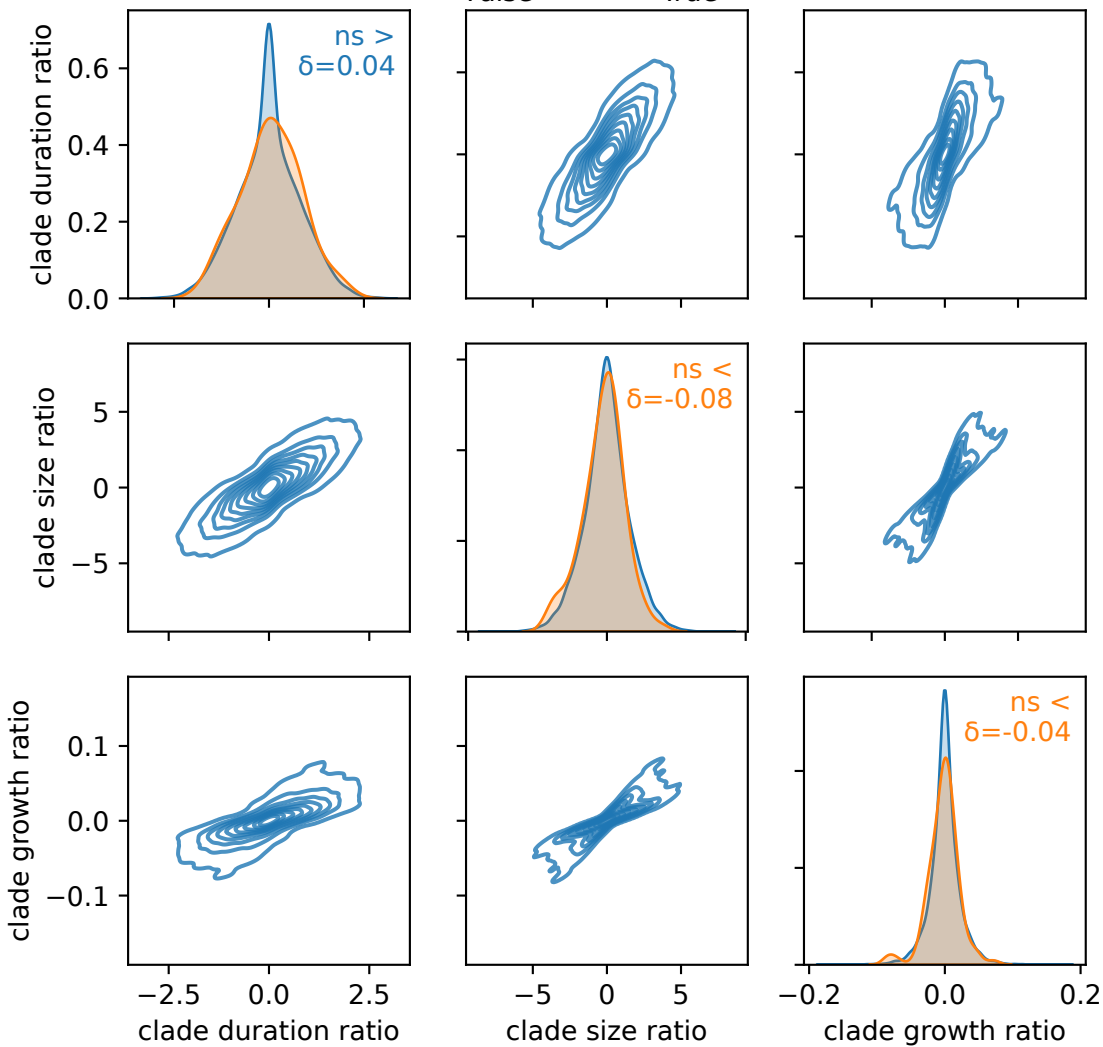 clade duration ratio
0.6
0.4
0.2
0.0
ns >
δ=0.04
clade size ratio
5
0
−5
ns <
δ=-0.08
clade growth ratio
0.1
0.0
−0.1
ns <
δ=-0.04
−2.5 0.0 2.5
clade duration ratio
−5 0 5
clade size ratio
−0.2 0.0 0.2
clade growth ratio